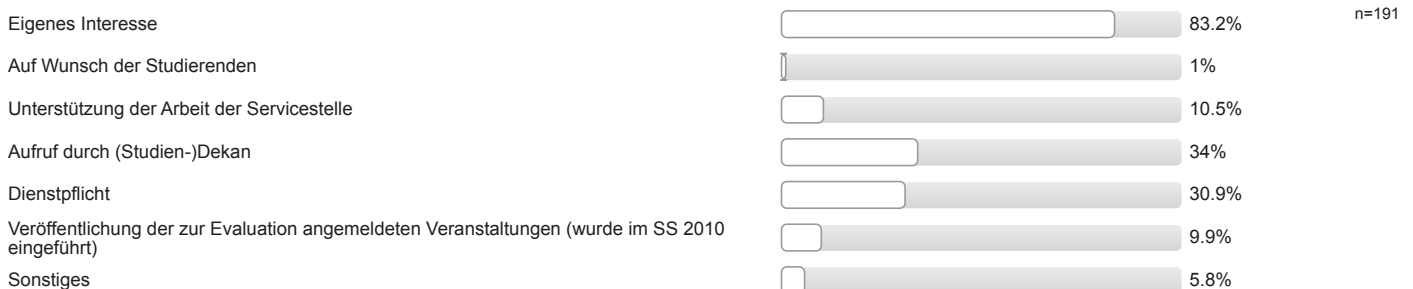 Eigenes Interesse 83.2% n=191
Auf Wunsch der Studierenden 1%
Unterstützung der Arbeit der Servicestelle 10.5%
Aufruf durch (Studien-)Dekan 34%
Dienstpflicht 30.9%
Veröffentlichung der zur Evaluation angemeldeten Veranstaltungen (wurde im SS 2010
eingeführt) 9.9%
Sonstiges 5.8%